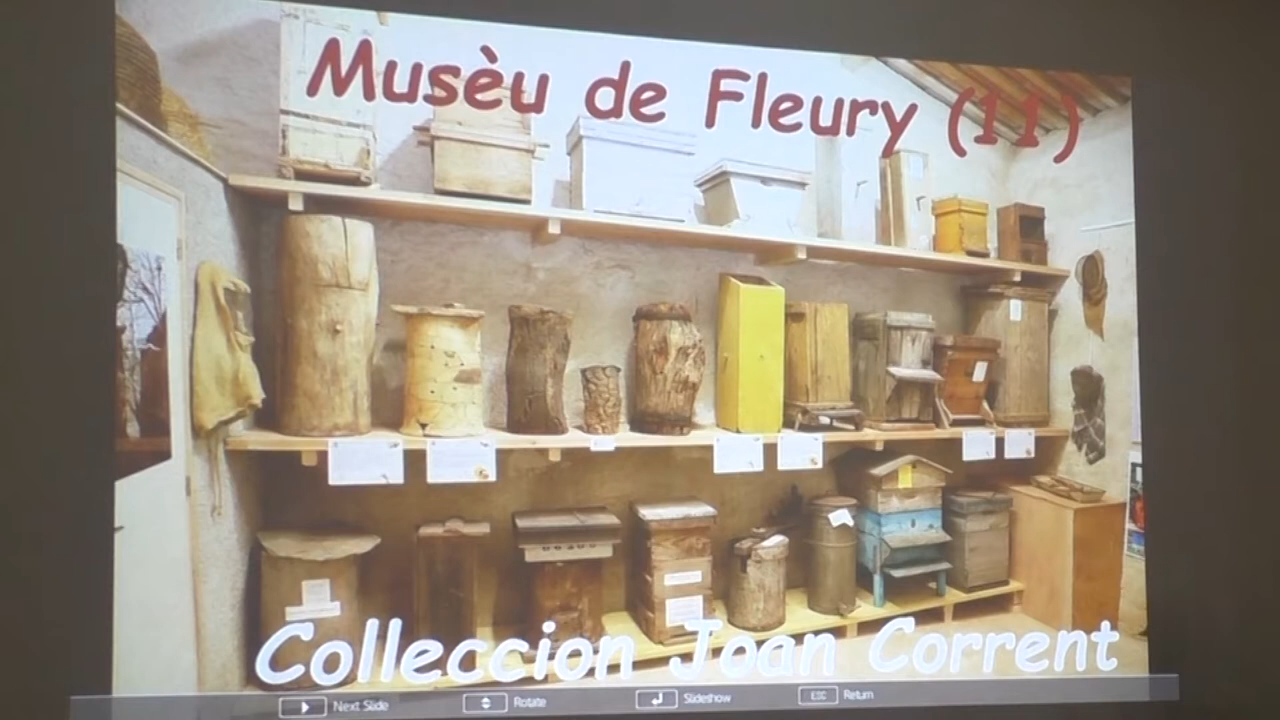 Musèu de Fleury (11)
Colleccion Joan Corrent
Next Slide
Rotate
Slideshow
ESC
Return